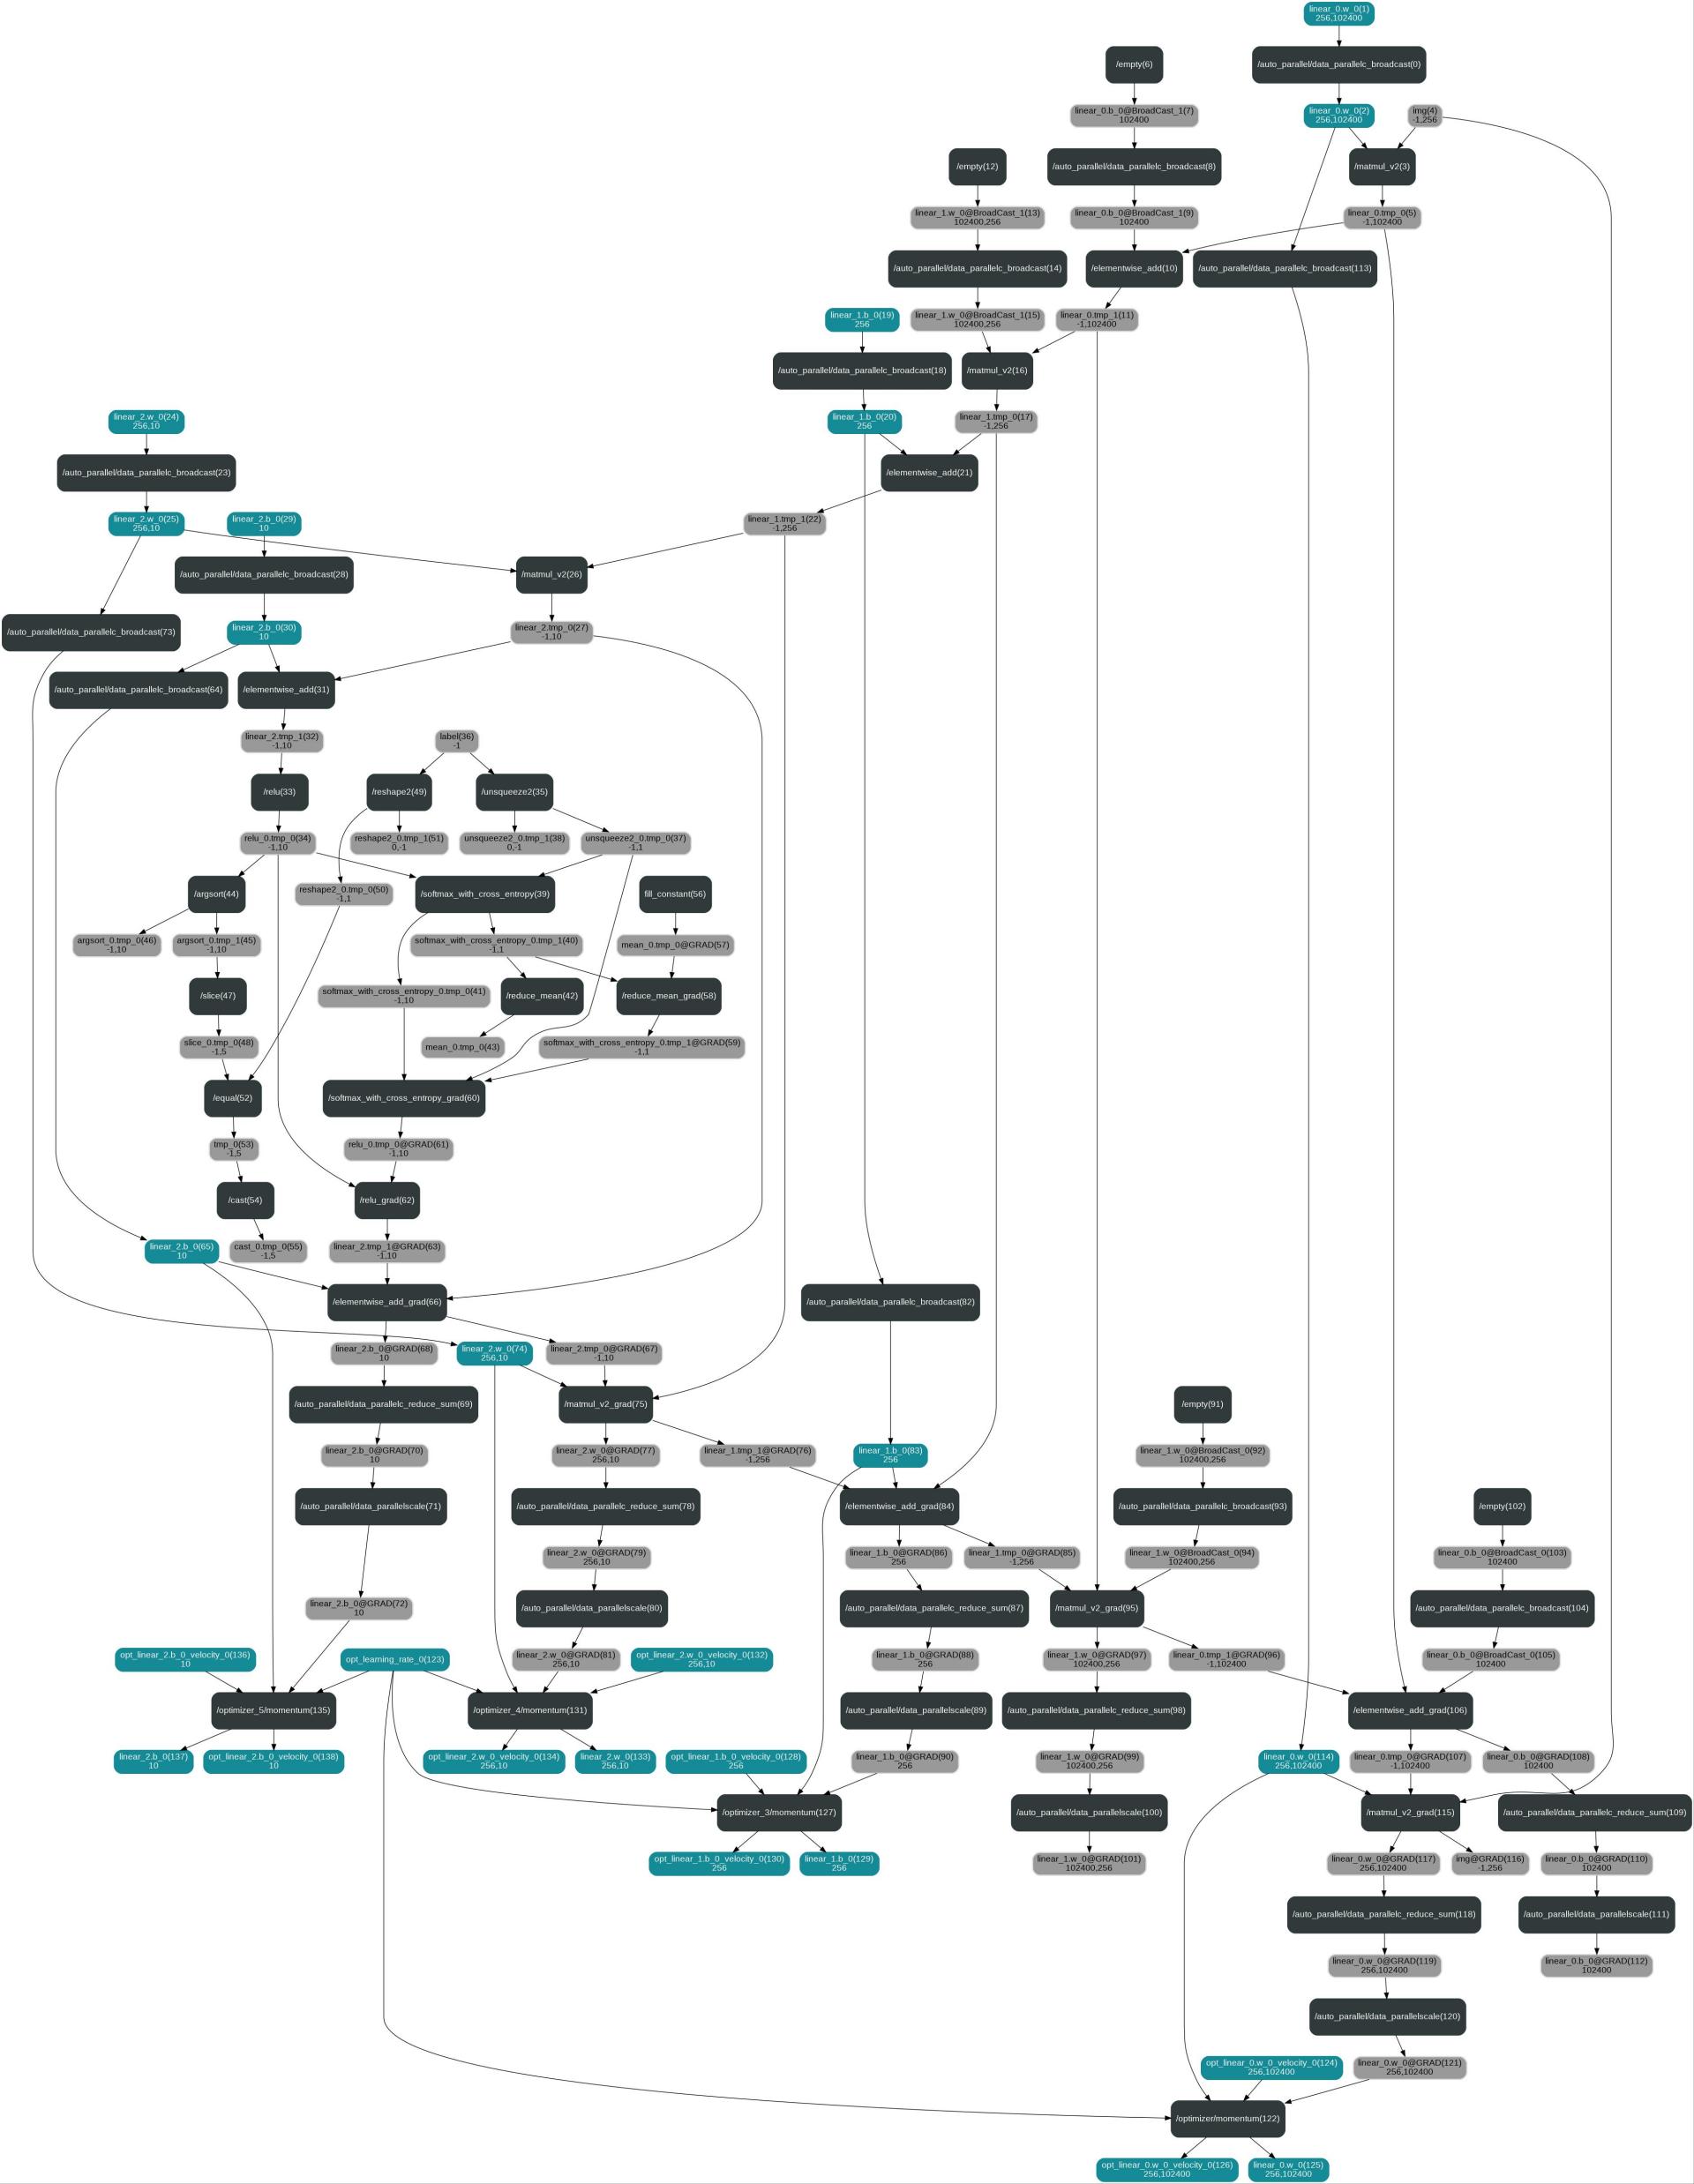 linear_0.w_0(1)
256,102400
/empty(6)
/auto_parallel/data_parallelc_broadcast(0)
linear_0.b_0@BroadCast_1(7)
102400
linear_0.w_0(2)
256,102400
img(4)
-1,256
/empty(12)
/auto_parallel/data_parallelc_broadcast(8)
/matmul_v2(3)
linear_1.w_0@BroadCast_1(13)
102400,256
linear_0.b_0@BroadCast_1(9)
102400
linear_0.tmp_0(5)
-1,102400
/auto_parallel/data_parallelc_broadcast(14)
/elementwise_add(10)
/auto_parallel/data_parallelc_broadcast(113)
linear_1.b_0(19)
256
linear_1.w_0@BroadCast_1(15)
102400,256
linear_0.tmp_1(11)
-1,102400
/auto_parallel/data_parallelc_broadcast(18)
/matmul_v2(16)
linear_2.w_0(24)
256,10
linear_1.b_0(20)
256
linear_1.tmp_0(17)
-1,256
/auto_parallel/data_parallelc_broadcast(23)
/elementwise_add(21)
linear_2.w_0(25)
256,10
linear_2.b_0(29)
10
linear_1.tmp_1(22)
-1,256
/auto_parallel/data_parallelc_broadcast(28)
/matmul_v2(26)
/auto_parallel/data_parallelc_broadcast(73)
linear_2.b_0(30)
10
linear_2.tmp_0(27)
-1,10
/auto_parallel/data_parallelc_broadcast(64)
/elementwise_add(31)
linear_2.tmp_1(32)
-1,10
label(36)
-1
/relu(33)
/reshape2(49)
/unsqueeze2(35)
relu_0.tmp_0(34)
-1,10
reshape2_0.tmp_1(51)
0,-1
unsqueeze2_0.tmp_1(38)
0,-1
unsqueeze2_0.tmp_0(37)
-1,1
/argsort(44)
reshape2_0.tmp_0(50)
-1,1
/softmax_with_cross_entropy(39)
fill_constant(56)
argsort_0.tmp_0(46)
-1,10
argsort_0.tmp_1(45)
-1,10
softmax_with_cross_entropy_0.tmp_1(40)
-1,1
mean_0.tmp_0@GRAD(57)
/slice(47)
softmax_with_cross_entropy_0.tmp_0(41)
-1,10
/reduce_mean(42)
/reduce_mean_grad(58)
slice_0.tmp_0(48)
-1,5
mean_0.tmp_0(43)
softmax_with_cross_entropy_0.tmp_1@GRAD(59)
-1,1
/equal(52)
/softmax_with_cross_entropy_grad(60)
tmp_0(53)
-1,5
relu_0.tmp_0@GRAD(61)
-1,10
/cast(54)
/relu_grad(62)
linear_2.b_0(65)
10
cast_0.tmp_0(55)
-1,5
linear_2.tmp_1@GRAD(63)
-1,10
/elementwise_add_grad(66)
/auto_parallel/data_parallelc_broadcast(82)
linear_2.b_0@GRAD(68)
10
linear_2.w_0(74)
256,10
linear_2.tmp_0@GRAD(67)
-1,10
/auto_parallel/data_parallelc_reduce_sum(69)
/matmul_v2_grad(75)
/empty(91)
linear_2.b_0@GRAD(70)
10
linear_2.w_0@GRAD(77)
256,10
linear_1.tmp_1@GRAD(76)
-1,256
linear_1.b_0(83)
256
linear_1.w_0@BroadCast_0(92)
102400,256
/auto_parallel/data_parallelscale(71)
/auto_parallel/data_parallelc_reduce_sum(78)
/elementwise_add_grad(84)
/auto_parallel/data_parallelc_broadcast(93)
/empty(102)
linear_2.w_0@GRAD(79)
256,10
linear_1.b_0@GRAD(86)
256
linear_1.tmp_0@GRAD(85)
-1,256
linear_1.w_0@BroadCast_0(94)
102400,256
linear_0.b_0@BroadCast_0(103)
102400
linear_2.b_0@GRAD(72)
10
/auto_parallel/data_parallelscale(80)
/auto_parallel/data_parallelc_reduce_sum(87)
/matmul_v2_grad(95)
/auto_parallel/data_parallelc_broadcast(104)
opt_linear_2.b_0_velocity_0(136)
10
opt_learning_rate_0(123)
linear_2.w_0@GRAD(81)
256,10
opt_linear_2.w_0_velocity_0(132)
256,10
linear_1.b_0@GRAD(88)
256
linear_1.w_0@GRAD(97)
102400,256
linear_0.tmp_1@GRAD(96)
-1,102400
linear_0.b_0@BroadCast_0(105)
102400
/optimizer_5/momentum(135)
/optimizer_4/momentum(131)
/auto_parallel/data_parallelscale(89)
/auto_parallel/data_parallelc_reduce_sum(98)
/elementwise_add_grad(106)
linear_2.b_0(137)
10
opt_linear_2.b_0_velocity_0(138)
10
opt_linear_2.w_0_velocity_0(134)
256,10
linear_2.w_0(133)
256,10
opt_linear_1.b_0_velocity_0(128)
256
linear_1.b_0@GRAD(90)
256
linear_1.w_0@GRAD(99)
102400,256
linear_0.w_0(114)
256,102400
linear_0.tmp_0@GRAD(107)
-1,102400
linear_0.b_0@GRAD(108)
102400
/optimizer_3/momentum(127)
/auto_parallel/data_parallelscale(100)
/matmul_v2_grad(115)
/auto_parallel/data_parallelc_reduce_sum(109)
opt_linear_1.b_0_velocity_0(130)
256
linear_1.b_0(129)
256
linear_1.w_0@GRAD(101)
102400,256
linear_0.w_0@GRAD(117)
256,102400
img@GRAD(116)
-1,256
linear_0.b_0@GRAD(110)
102400
/auto_parallel/data_parallelc_reduce_sum(118)
/auto_parallel/data_parallelscale(111)
linear_0.w_0@GRAD(119)
256,102400
linear_0.b_0@GRAD(112)
102400
/auto_parallel/data_parallelscale(120)
opt_linear_0.w_0_velocity_0(124)
256,102400
linear_0.w_0@GRAD(121)
256,102400
/optimizer/momentum(122)
opt_linear_0.w_0_velocity_0(126)
256,102400
linear_0.w_0(125)
256,102400